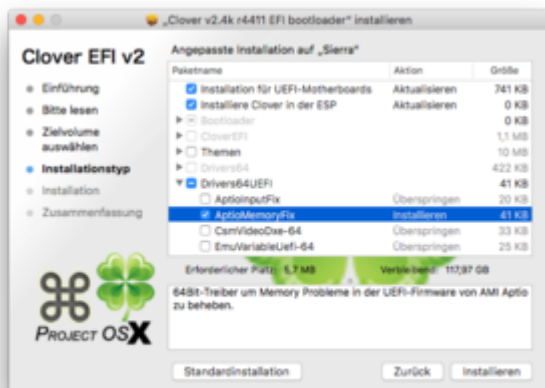 „Clover v2.4k r4411 EFI bootloader“ installieren
Clover EFI v2
Einführung
Bitte lesen
Zielvolume
auswählen
Installationstyp
Installation
Zusammenfassung
PROJECT OSX
Angepasste Installation auf „Sierra“
Paketname Aktion Größe
Installation für UEFI-Motherboards Aktualisieren 741 KB
Installiere Clover in der ESP Aktualisieren 0 KB
Bootloader 0 KB
CloverEFI 1,1 MB
Themen 10 MB
Drivers64 422 KB
Drivers64UEFI 41 KB
AptioInputFix Überspringen 20 KB
AptioMemoryFix Installieren 41 KB
CsmVideoDxe-64 Überspringen 33 KB
EmuVariableUefi-64 Überspringen 25 KB
Erforderlicher Platz: 5,7 MB Verbleibend: 117,97 GB
64Bit-Treiber um Memory Probleme in der UEFI-Firmware von AMI Aptio
zu beheben.
Standardinstallation Zurück Installieren